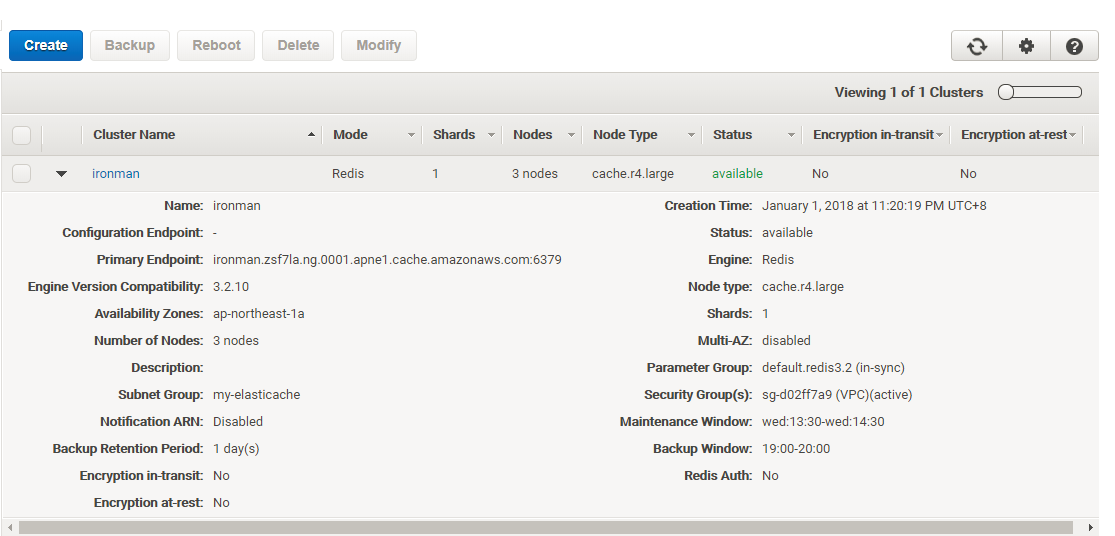 Create Backup Reboot Delete Modify
Viewing 1 of 1 Clusters
Cluster Name Mode Shards Nodes Node Type Status Encryption in-transit Encryption at-rest
ironman Redis 1 3 nodes cache.r4.large available No No
Name: ironman Creation Time: January 1, 2018 at 11:20:19 PM UTC+8
Configuration Endpoint: - Status: available
Primary Endpoint: ironman.zsf7la.ng.0001.apne1.cache.amazonaws.com:6379 Engine: Redis
Engine Version Compatibility: 3.2.10 Node type: cache.r4.large
Availability Zones: ap-northeast-1a Shards: 1
Number of Nodes: 3 nodes Multi-AZ: disabled
Description: Parameter Group: default.redis3.2 (in-sync)
Subnet Group: my-elasticache Security Group(s): sg-d02ff7a9 (VPC)(active)
Notification ARN: Disabled Maintenance Window: wed:13:30-wed:14:30
Backup Retention Period: 1 day(s) Backup Window: 19:00-20:00
Encryption in-transit: No Redis Auth: No
Encryption at-rest: No